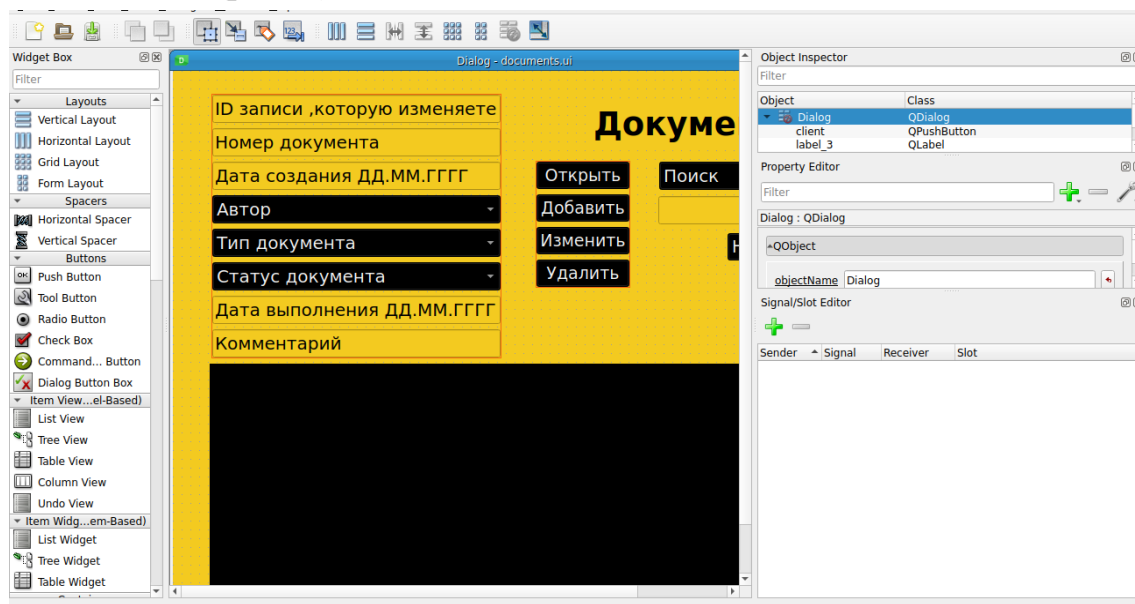 Widget Box
Filter
Layouts
Vertical Layout
Horizontal Layout
Grid Layout
Form Layout
Spacers
Horizontal Spacer
Vertical Spacer
Buttons
OK Push Button
Tool Button
Radio Button
Check Box
Command... Button
Dialog Button Box
Item View...el-Based)
List View
Tree View
Table View
Column View
Undo View
Item Widg...em-Based)
List Widget
Tree Widget
Table Widget
Dialog - documents.ui
ID записи ,которую изменяете
Номер документа
Дата создания ДД.ММ.ГГГГ
Автор
Тип документа
Статус документа
Дата выполнения ДД.ММ.ГГГГ
Комментарий
Докуме
Открыть
Добавить
Изменить
Удалить
Поиск
Object Inspector
Filter
Object Class
Dialog QDialog
client QPushButton
label_3 QLabel
Property Editor
Filter
Dialog : QDialog
QObject
objectName Dialog
Signal/Slot Editor
Sender Signal Receiver Slot